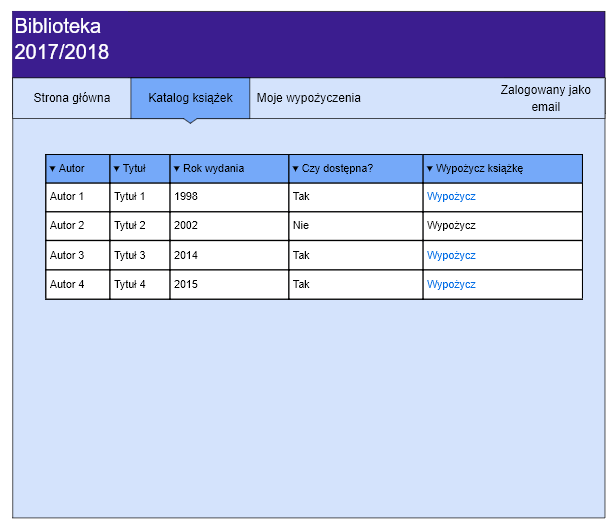 Biblioteka
2017/2018
Strona główna
Katalog książek
Moje wypożyczenia
Zalogowany jako
email
▾ Autor ▾ Tytuł ▾ Rok wydania ▾ Czy dostępna? ▾ Wypożycz książkę
Autor 1 Tytuł 1 1998 Tak Wypożycz
Autor 2 Tytuł 2 2002 Nie Wypożycz
Autor 3 Tytuł 3 2014 Tak Wypożycz
Autor 4 Tytuł 4 2015 Tak Wypożycz